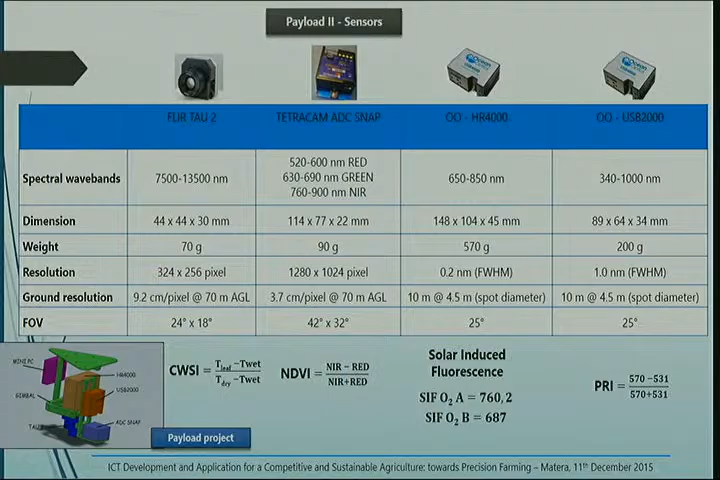 Payload II - Sensors
FLIR TAU 2
TETRACAM ADC SNAP
OO - HR4000
OO - USB2000
Spectral wavebands
7500-13500 nm
520-600 nm RED
630-690 nm GREEN
760-900 nm NIR
650-850 nm
340-1000 nm
Dimension
44 x 44 x 30 mm
114 x 77 x 22 mm
148 x 104 x 45 mm
89 x 64 x 34 mm
Weight
70 g
90 g
570 g
200 g
Resolution
324 x 256 pixel
1280 x 1024 pixel
0.2 nm (FWHM)
1.0 nm (FWHM)
Ground resolution
9.2 cm/pixel @ 70 m AGL
3.7 cm/pixel @ 70 m AGL
10 m @ 4.5 m (spot diameter)
10 m @ 4.5 m (spot diameter)
FOV
24° x 18°
42° x 32°
25°
25°
MINI PC
GIMBAL
TAU
HR4000
USB2000
ADC SNAP
Payload project
CWSI = (T_leaf −Twet)/(T_dry −Twet)
NDVI = (NIR − RED)/(NIR+RED)
Solar Induced
Fluorescence
SIF O₂ A = 760,2
SIF O₂ B = 687
PRI = (570 −531)/(570+531)
ICT Development and Application for a Competitive and Sustainable Agriculture: towards Precision Farming – Matera, 11th December 2015